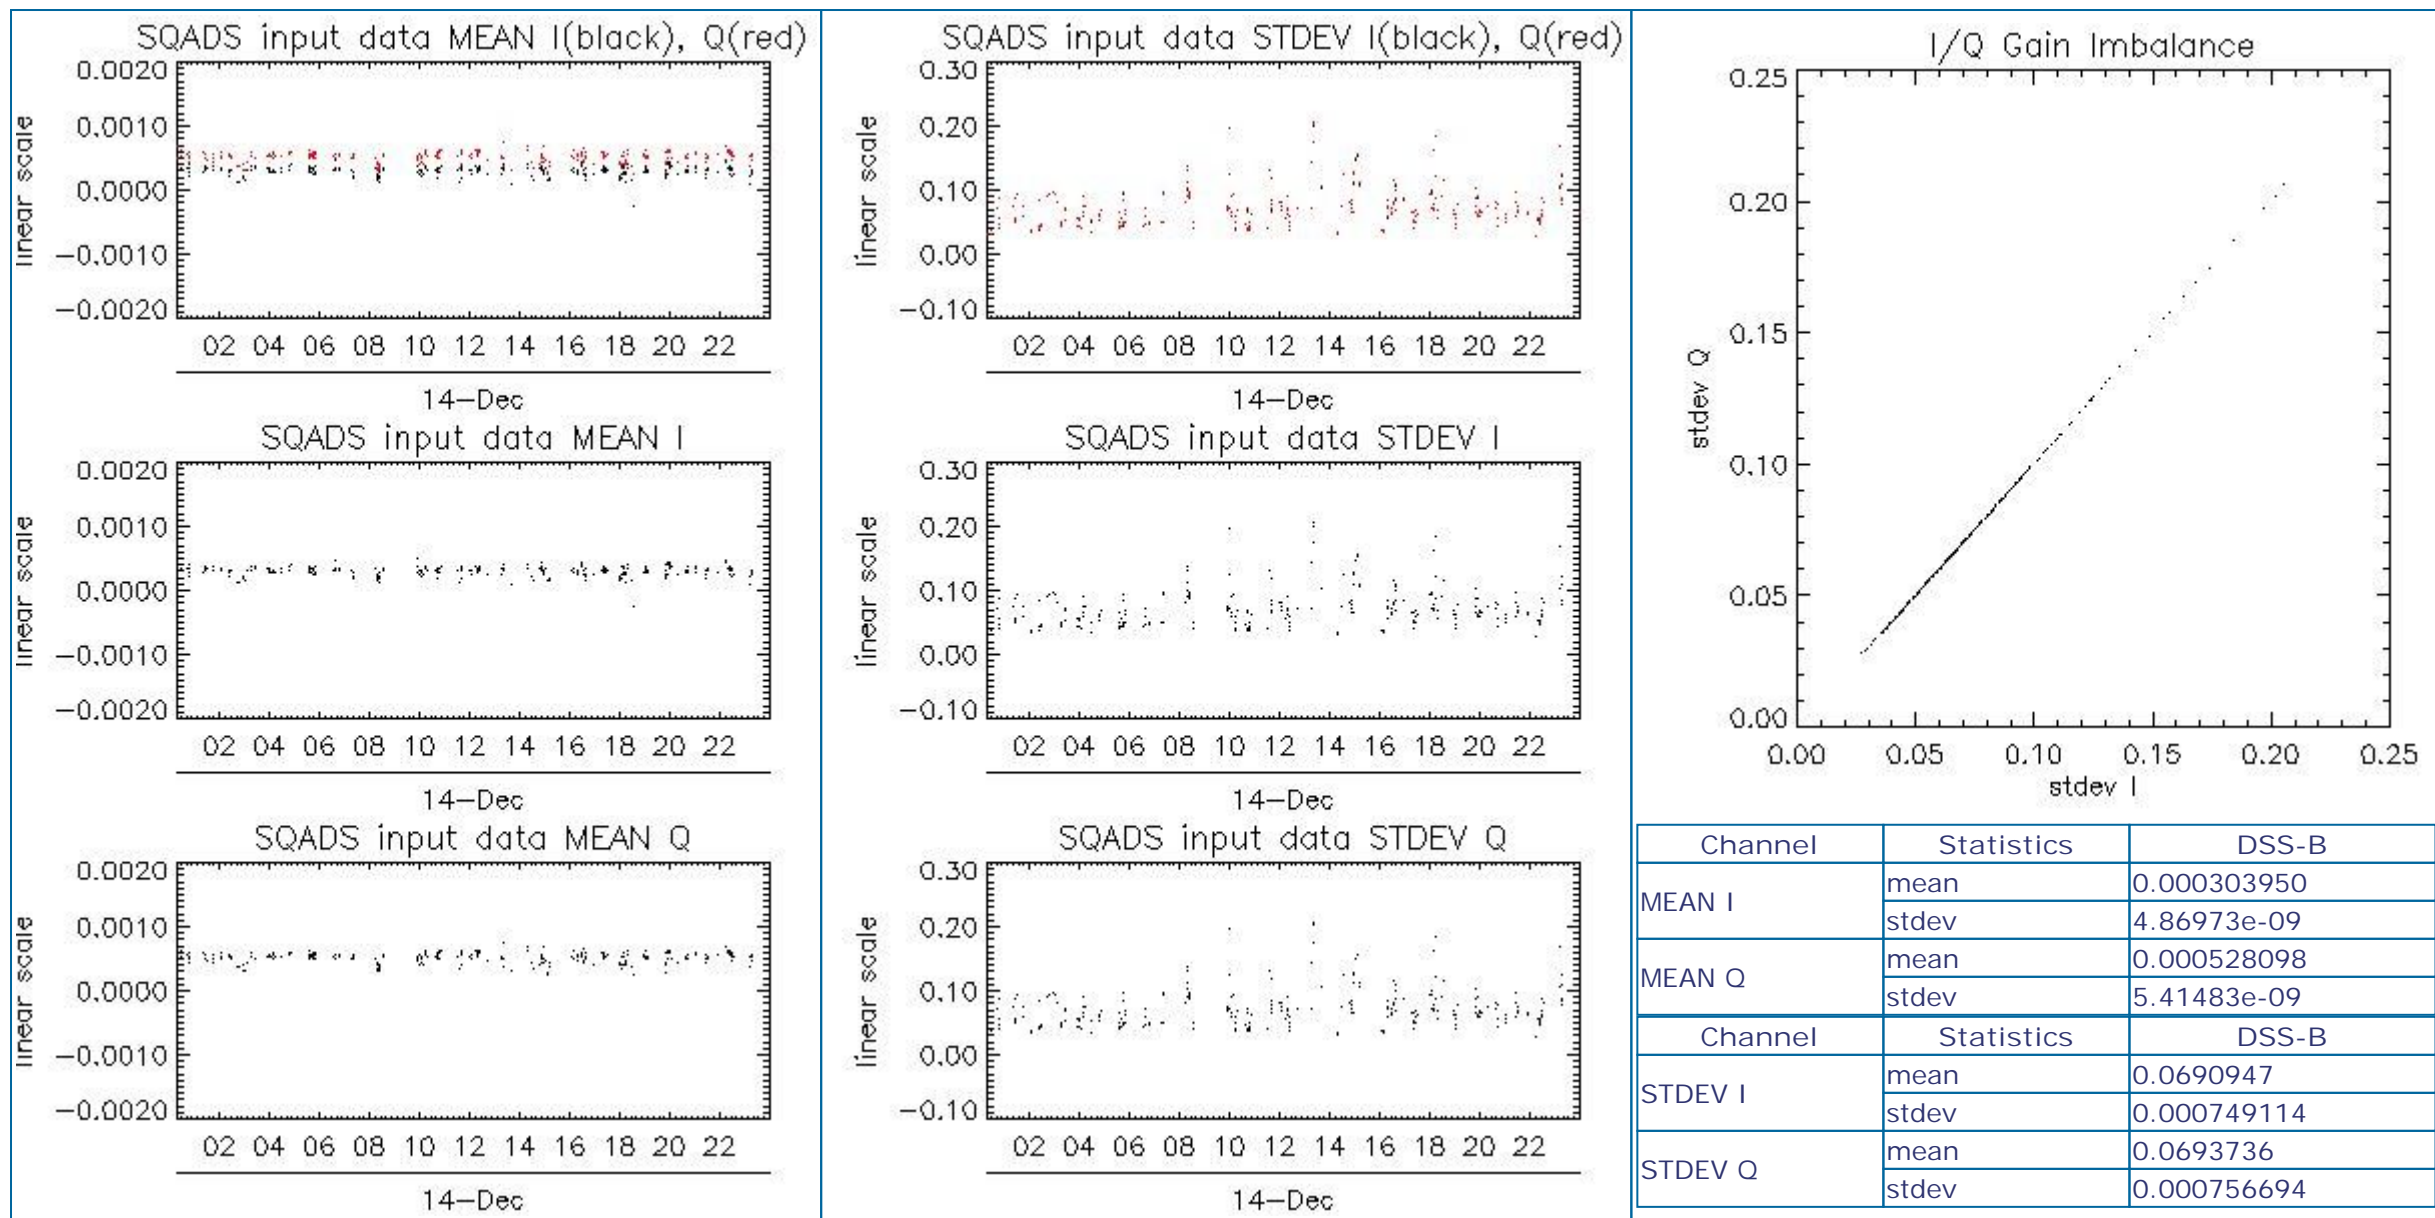 SQADS input data MEAN I(black), Q(red)
0.0020
0.0010
0.0000
−0.0010
−0.0020
linear scale
02 04 06 08 10 12 14 16 18 20 22
14−Dec
SQADS input data MEAN I
0.0020
0.0010
0.0000
−0.0010
−0.0020
linear scale
02 04 06 08 10 12 14 16 18 20 22
14−Dec
SQADS input data MEAN Q
0.0020
0.0010
0.0000
−0.0010
−0.0020
linear scale
02 04 06 08 10 12 14 16 18 20 22
14−Dec
SQADS input data STDEV I(black), Q(red)
0.30
0.20
0.10
0.00
−0.10
linear scale
02 04 06 08 10 12 14 16 18 20 22
14−Dec
SQADS input data STDEV I
0.30
0.20
0.10
0.00
−0.10
linear scale
02 04 06 08 10 12 14 16 18 20 22
14−Dec
SQADS input data STDEV Q
0.30
0.20
0.10
0.00
−0.10
linear scale
02 04 06 08 10 12 14 16 18 20 22
14−Dec
I/Q Gain Imbalance
0.25
0.20
0.15
0.10
0.05
0.00
stdev Q
0.00 0.05 0.10 0.15 0.20 0.25
stdev I
Channel Statistics DSS-B
MEAN I mean 0.000303950
stdev 4.86973e-09
MEAN Q mean 0.000528098
stdev 5.41483e-09
Channel Statistics DSS-B
STDEV I mean 0.0690947
stdev 0.000749114
STDEV Q mean 0.0693736
stdev 0.000756694